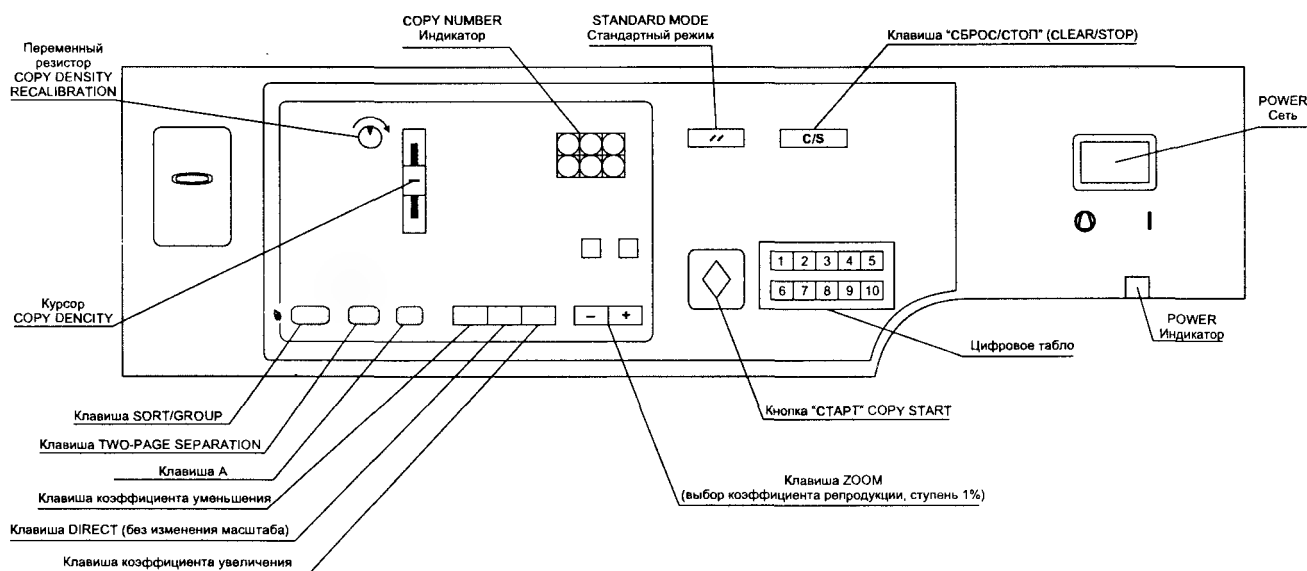 COPY NUMBER
Индикатор
STANDARD MODE
Стандартный режим
Клавиша "СБРОС/СТОП" (CLEAR/STOP)
Переменный
резистор
COPY DENSITY
RECALIBRATION
POWER
Сеть
C/S
1 2 3 4 5
6 7 8 9 10
- +
Курсор
COPY DENCITY
POWER
Индикатор
Цифровое табло
Клавиша SORT/GROUP
Кнопка "СТАРТ" COPY START
Клавиша TWO-PAGE SEPARATION
Клавиша A
Клавиша ZOOM
(выбор коэффициента репродукции, ступень 1%)
Клавиша коэффициента уменьшения
Клавиша DIRECT (без изменения масштаба)
Клавиша коэффициента увеличения